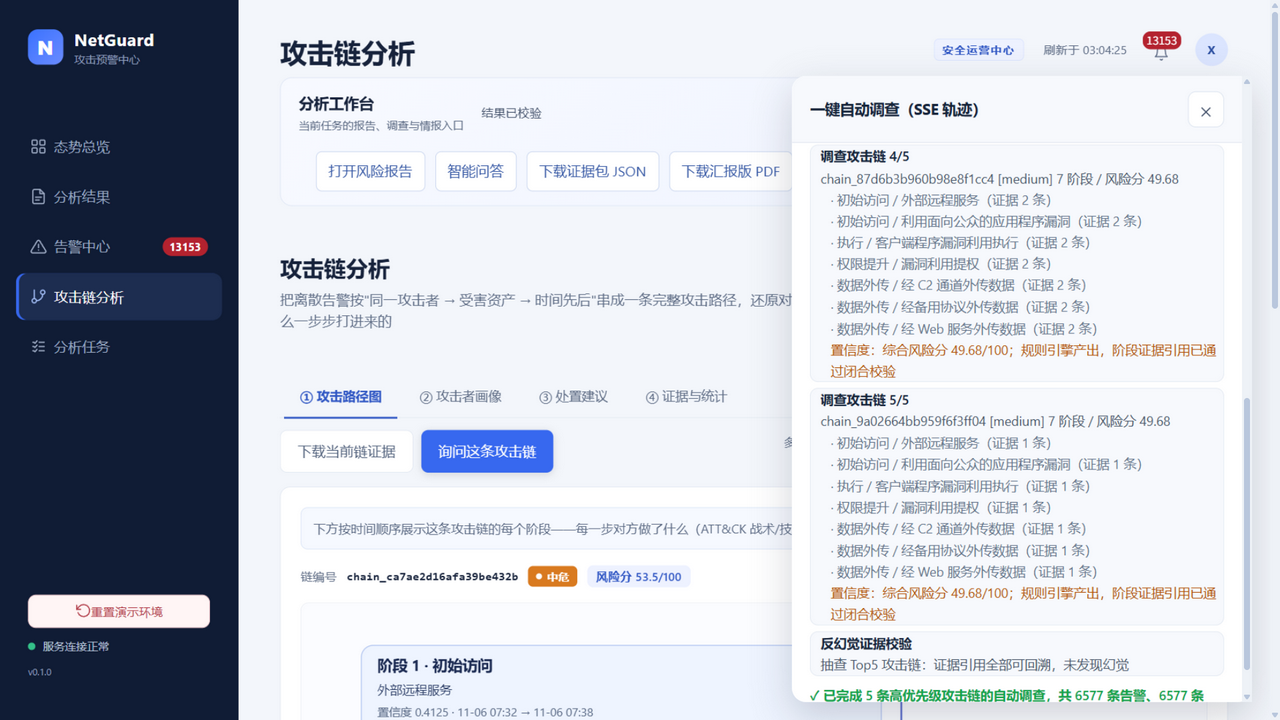 N
NetGuard
攻击预警中心
态势总览
分析结果
告警中心
13153
攻击链分析
分析任务
重置演示环境
服务连接正常
v0.1.0
攻击链分析
安全运营中心
刷新于 03:04:25
13153
X
分析工作台
当前任务的报告、调查与情报入口
结果已校验
打开风险报告
智能问答
下载证据包 JSON
下载汇报版 PDF
攻击链分析
把离散告警按"同一攻击者 → 受害资产 → 时间先后"串成一条完整攻击路径，还原对
么一步步打进来的
① 攻击路径图
② 攻击者画像
③ 处置建议
④ 证据与统计
下载当前链证据
询问这条攻击链
下方按时间顺序展示这条攻击链的每个阶段——每一步对方做了什么（ATT&CK 战术/技
链编号 chain_ca7ae2d16afa39be432b 中危 风险分 53.5/100
阶段 1 · 初始访问
外部远程服务
置信度 0.4125 · 11-06 07:32 → 11-06 07:38
一键自动调查（SSE 轨迹）
调查攻击链 4/5
chain_87d6b3b960b98e8f1cc4 [medium] 7 阶段 / 风险分 49.68
· 初始访问 / 外部远程服务（证据 2 条）
· 初始访问 / 利用面向公众的应用程序漏洞（证据 2 条）
· 执行 / 客户端程序漏洞利用执行（证据 2 条）
· 权限提升 / 漏洞利用提权（证据 2 条）
· 数据外传 / 经 C2 通道外传数据（证据 2 条）
· 数据外传 / 经备用协议外传数据（证据 2 条）
· 数据外传 / 经 Web 服务外传数据（证据 2 条）
置信度：综合风险分 49.68/100；规则引擎产出，阶段证据引用已通
过闭合校验
调查攻击链 5/5
chain_9a02664bb959f6f3ff04 [medium] 7 阶段 / 风险分 49.68
· 初始访问 / 外部远程服务（证据 1 条）
· 初始访问 / 利用面向公众的应用程序漏洞（证据 1 条）
· 执行 / 客户端程序漏洞利用执行（证据 1 条）
· 权限提升 / 漏洞利用提权（证据 1 条）
· 数据外传 / 经 C2 通道外传数据（证据 1 条）
· 数据外传 / 经备用协议外传数据（证据 1 条）
· 数据外传 / 经 Web 服务外传数据（证据 1 条）
置信度：综合风险分 49.68/100；规则引擎产出，阶段证据引用已通
过闭合校验
反幻觉证据校验
抽查 Top5 攻击链：证据引用全部可回溯，未发现幻觉
✓ 已完成 5 条高优先级攻击链的自动调查，共 6577 条告警、6577 条